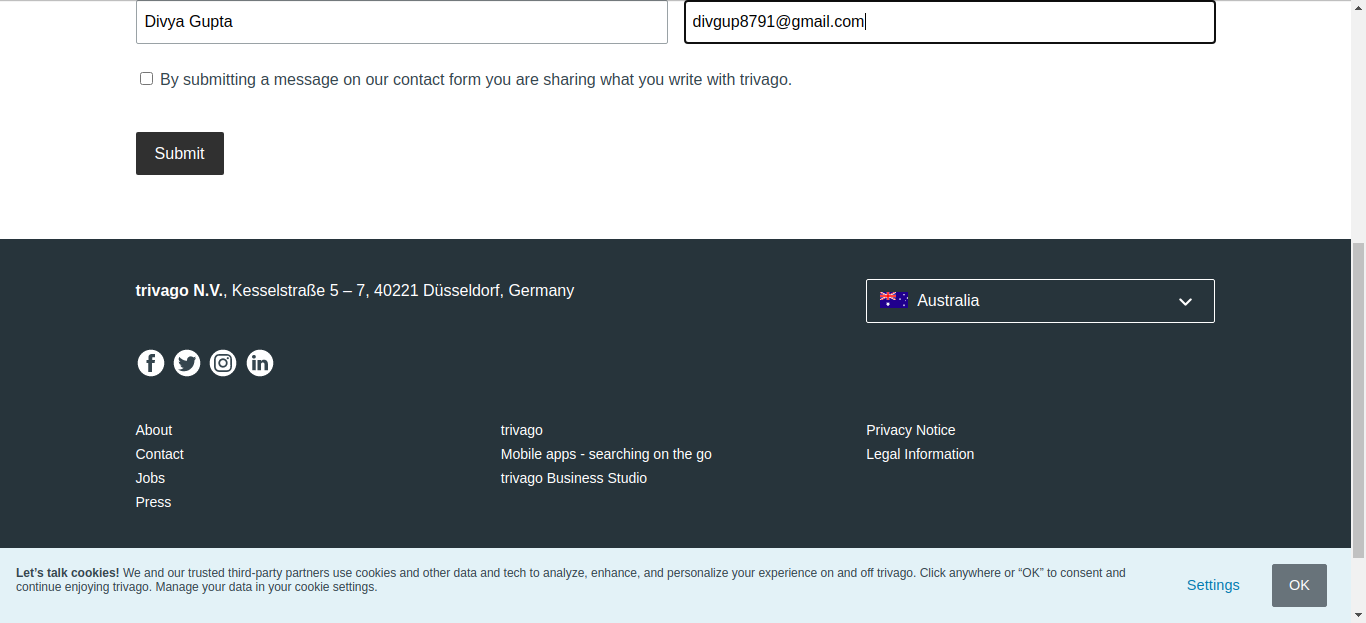 Divya Gupta
divgup8791@gmail.com
By submitting a message on our contact form you are sharing what you write with trivago.
Submit
trivago N.V., Kesselstraße 5 – 7, 40221 Düsseldorf, Germany
Australia
About
Contact
Jobs
Press
trivago
Mobile apps - searching on the go
trivago Business Studio
Privacy Notice
Legal Information
Let’s talk cookies! We and our trusted third-party partners use cookies and other data and tech to analyze, enhance, and personalize your experience on and off trivago. Click anywhere or “OK” to consent and
continue enjoying trivago. Manage your data in your cookie settings.
Settings
OK